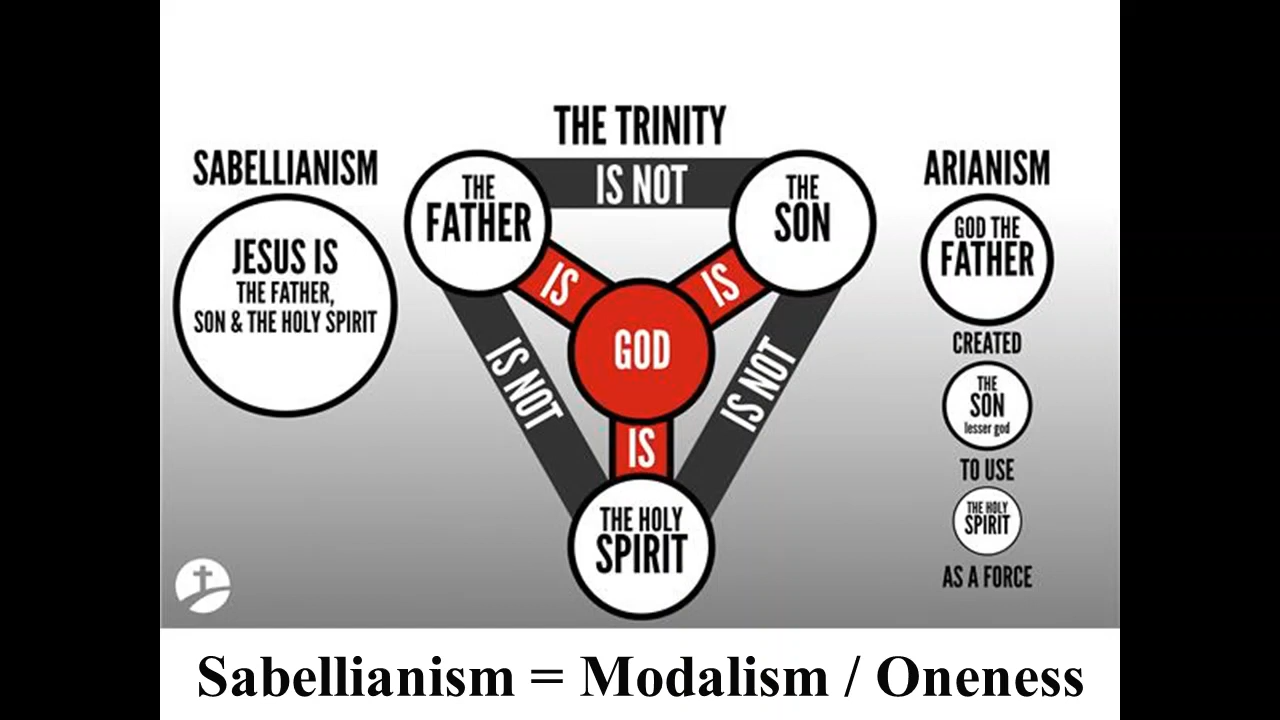 THE TRINITY
SABELLIANISM
JESUS IS
THE FATHER,
SON & THE HOLY SPIRIT
THE
FATHER
IS NOT
THE
SON
IS
IS
GOD
IS NOT
IS NOT
IS
THE HOLY
SPIRIT
ARIANISM
GOD THE
FATHER
CREATED
THE
SON
lesser god
TO USE
THE HOLY
SPIRIT
AS A FORCE
Sabellianism = Modalism / Oneness